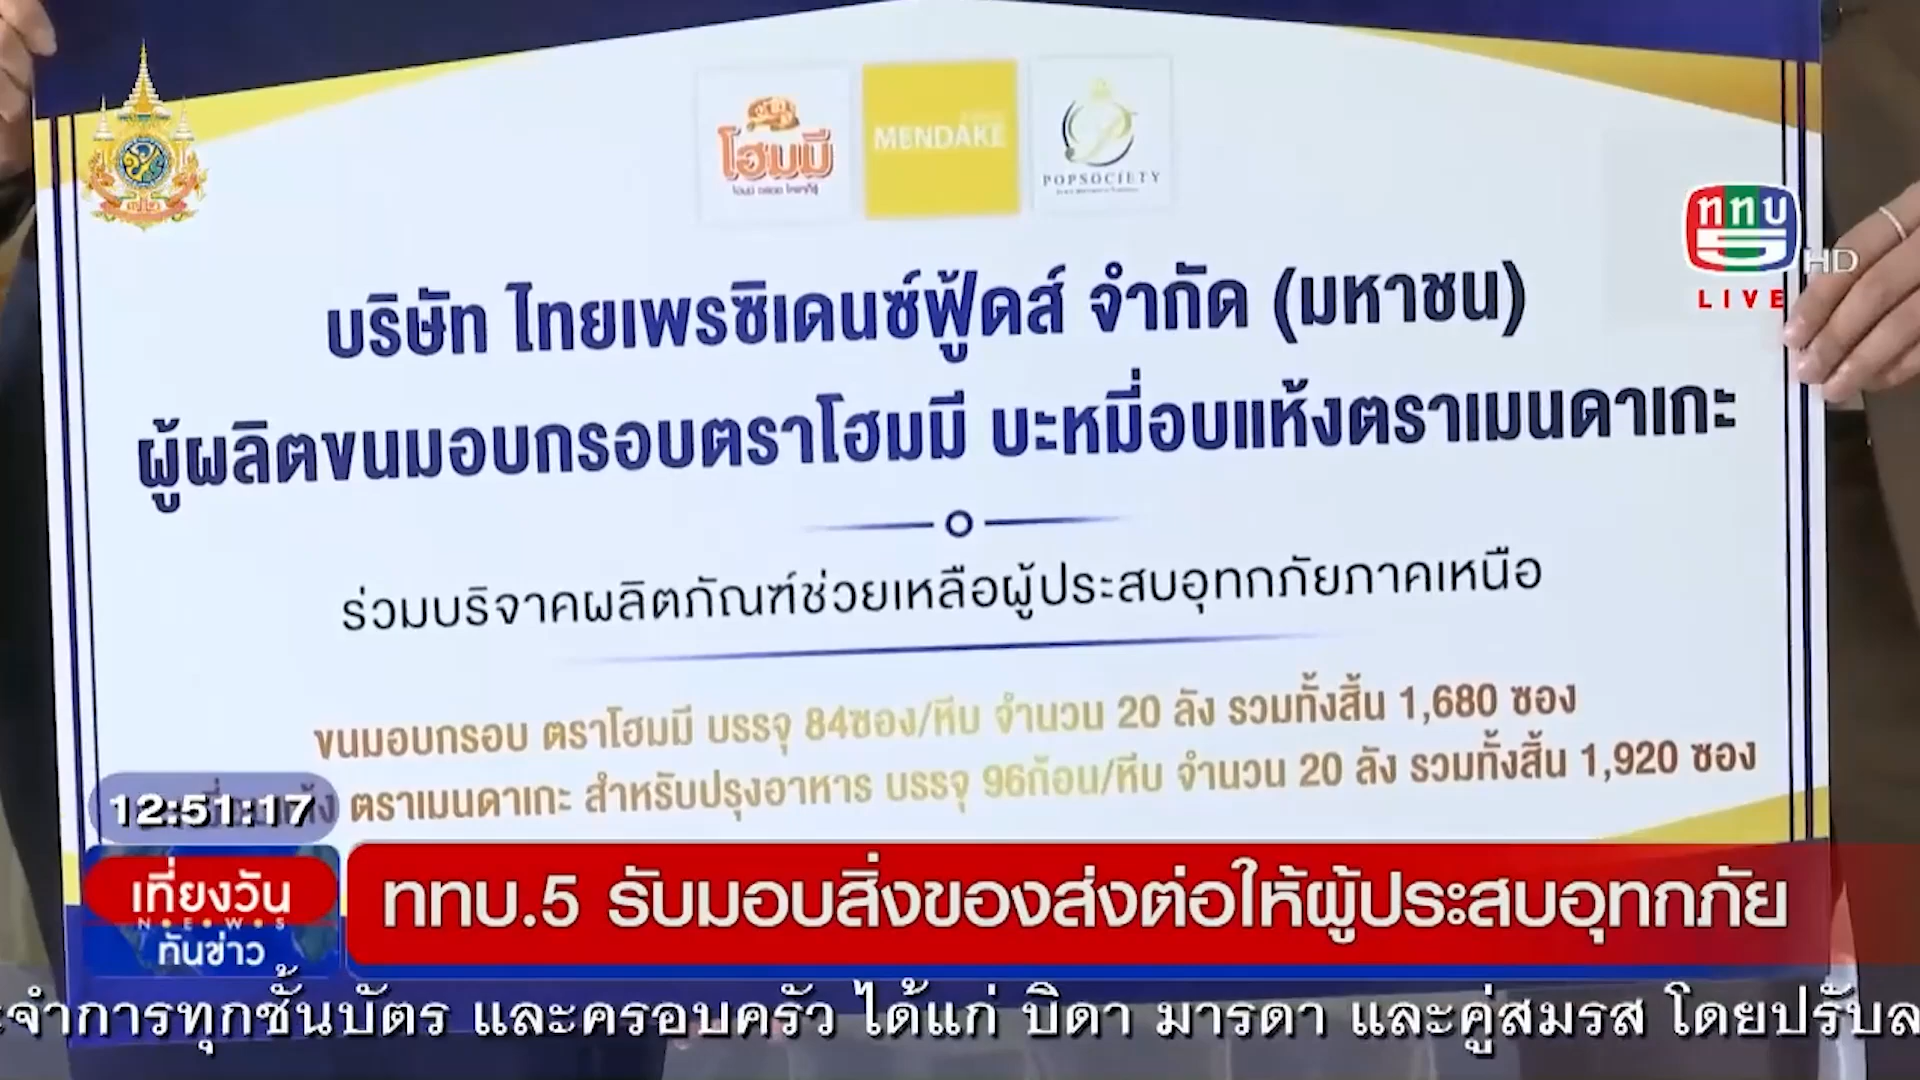 โฮมมี
MENDAKE
POPSOCIETY
ททบ
5
HD
LIVE
บริษัท ไทยเพรซิเดนซ์ฟู้ดส์ จำกัด (มหาชน)
ผู้ผลิตขนมอบกรอบตราโฮมมี บะหมี่อบแห้งตราเมนดาเกะ
ร่วมบริจาคผลิตภัณฑ์ช่วยเหลือผู้ประสบอุทกภัยภาคเหนือ
ขนมอบกรอบ ตราโฮมมี บรรจุ 84ซอง/หีบ จำนวน 20 ลัง รวมทั้งสิ้น 1,680 ซอง
ตราเมนดาเกะ สำหรับปรุงอาหาร บรรจุ 96ก้อน/หีบ จำนวน 20 ลัง รวมทั้งสิ้น 1,920 ซอง
12:51:17
เที่ยงวัน
N•E•W•S
ทันข่าว
ททบ.5 รับมอบสิ่งของส่งต่อให้ผู้ประสบอุทกภัย
ะจำการทุกชั้นบัตร และครอบครัว ได้แก่ บิดา มารดา และคู่สมรส โดยปรับล